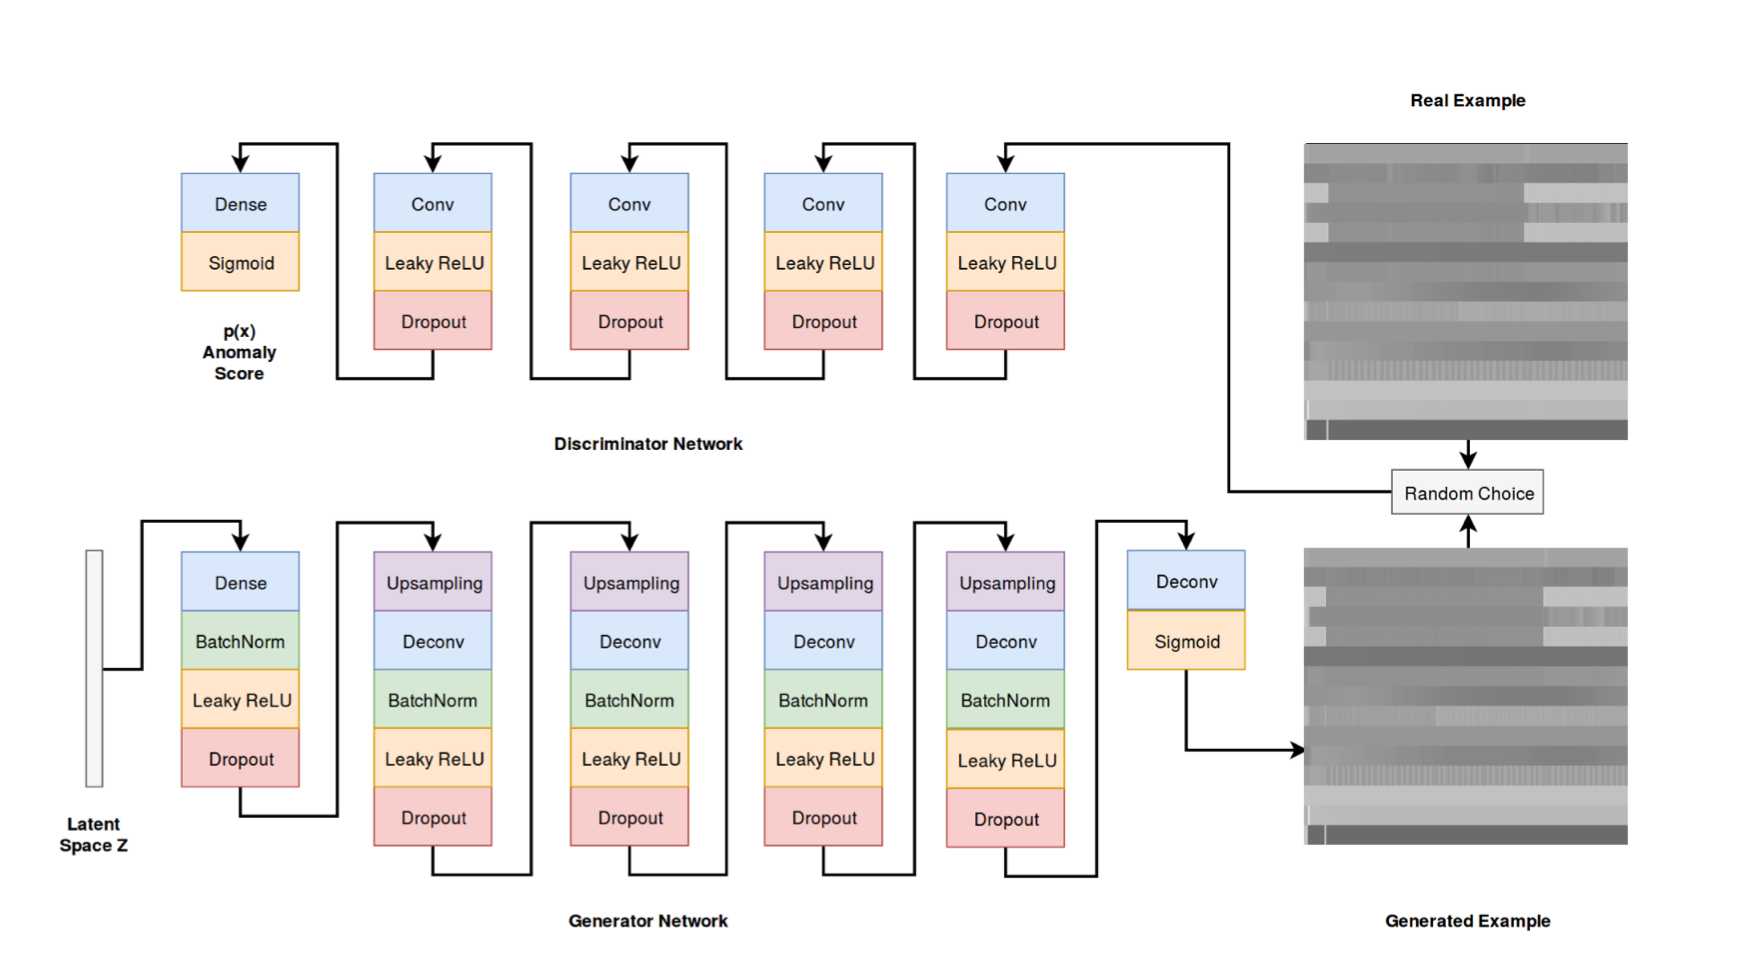 Real Example
Dense
Sigmoid
p(x)
Anomaly
Score
Conv
Leaky ReLU
Dropout
Conv
Leaky ReLU
Dropout
Conv
Leaky ReLU
Dropout
Conv
Leaky ReLU
Dropout
Discriminator Network
Random Choice
Latent
Space Z
Dense
BatchNorm
Leaky ReLU
Dropout
Upsampling
Deconv
BatchNorm
Leaky ReLU
Dropout
Upsampling
Deconv
BatchNorm
Leaky ReLU
Dropout
Upsampling
Deconv
BatchNorm
Leaky ReLU
Dropout
Upsampling
Deconv
BatchNorm
Leaky ReLU
Dropout
Deconv
Sigmoid
Generator Network
Generated Example